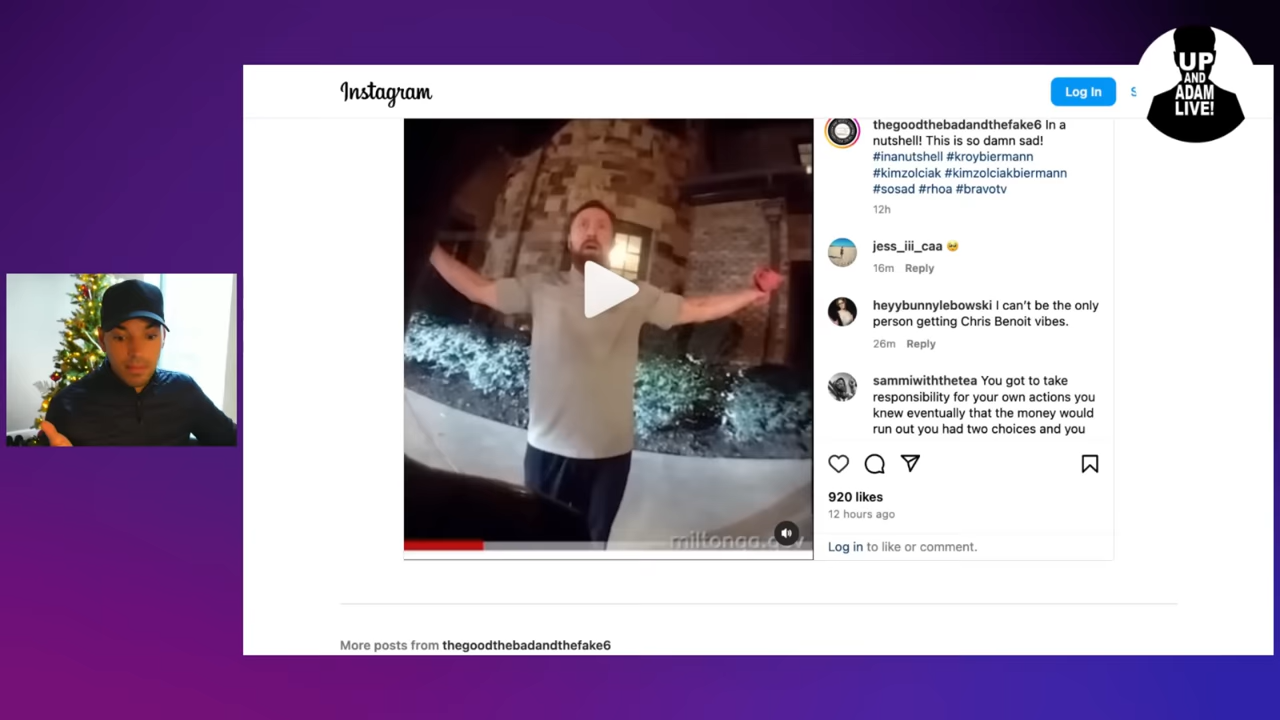 UP
AND
ADAM
LIVE!
Instagram
Log In
S
thegoodthebadandthefake6 In a
nutshell! This is so damn sad!
#inanutshell #kroybiermann
#kimzolciak #kimzolciakbiermann
#sosad #rhoa #bravotv
12h
jess_iii_caa 🥹
16m Reply
heyybunnylebowski I can't be the only
person getting Chris Benoit vibes.
26m Reply
sammiwiththetea You got to take
responsibility for your own actions you
knew eventually that the money would
run out you had two choices and you
920 likes
12 hours ago
Log in to like or comment.
miltonga.gov
More posts from thegoodthebadandthefake6